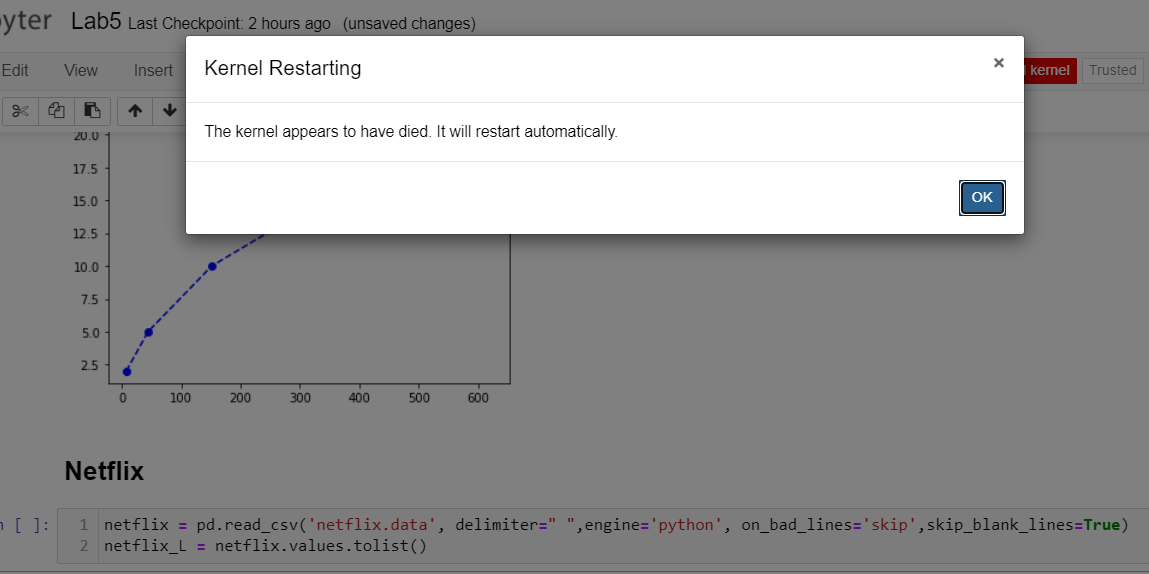 yter Lab5 Last Checkpoint: 2 hours ago (unsaved changes)
Edit View Insert
kernel Trusted
Kernel Restarting
×
The kernel appears to have died. It will restart automatically.
OK
20.0
17.5
15.0
12.5
10.0
7.5
5.0
2.5
0 100 200 300 400 500 600
Netflix
[ ]:
1 netflix = pd.read_csv('netflix.data', delimiter=" ",engine='python', on_bad_lines='skip',skip_blank_lines=True)
2 netflix_L = netflix.values.tolist()